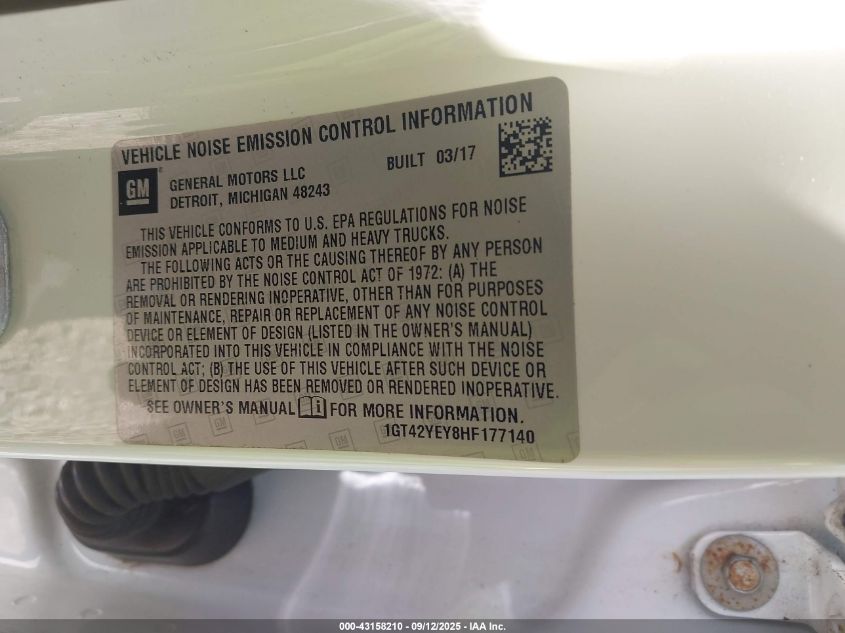 VEHICLE NOISE EMISSION CONTROL INFORMATION
GM
GENERAL MOTORS LLC
DETROIT, MICHIGAN 48243
BUILT 03/17
THIS VEHICLE CONFORMS TO U.S. EPA REGULATIONS FOR NOISE
EMISSION APPLICABLE TO MEDIUM AND HEAVY TRUCKS.
THE FOLLOWING ACTS OR THE CAUSING THEREOF BY ANY PERSON
ARE PROHIBITED BY THE NOISE CONTROL ACT OF 1972: (A) THE
REMOVAL OR RENDERING INOPERATIVE, OTHER THAN FOR PURPOSES
OF MAINTENANCE, REPAIR OR REPLACEMENT OF ANY NOISE CONTROL
DEVICE OR ELEMENT OF DESIGN (LISTED IN THE OWNER'S MANUAL)
INCORPORATED INTO THIS VEHICLE IN COMPLIANCE WITH THE NOISE
CONTROL ACT; (B) THE USE OF THIS VEHICLE AFTER SUCH DEVICE OR
ELEMENT OF DESIGN HAS BEEN REMOVED OR RENDERED INOPERATIVE.
SEE OWNER'S MANUAL FOR MORE INFORMATION.
1GT42YEY8HF177140
000-43158210 - 09/12/2025 - IAA Inc.